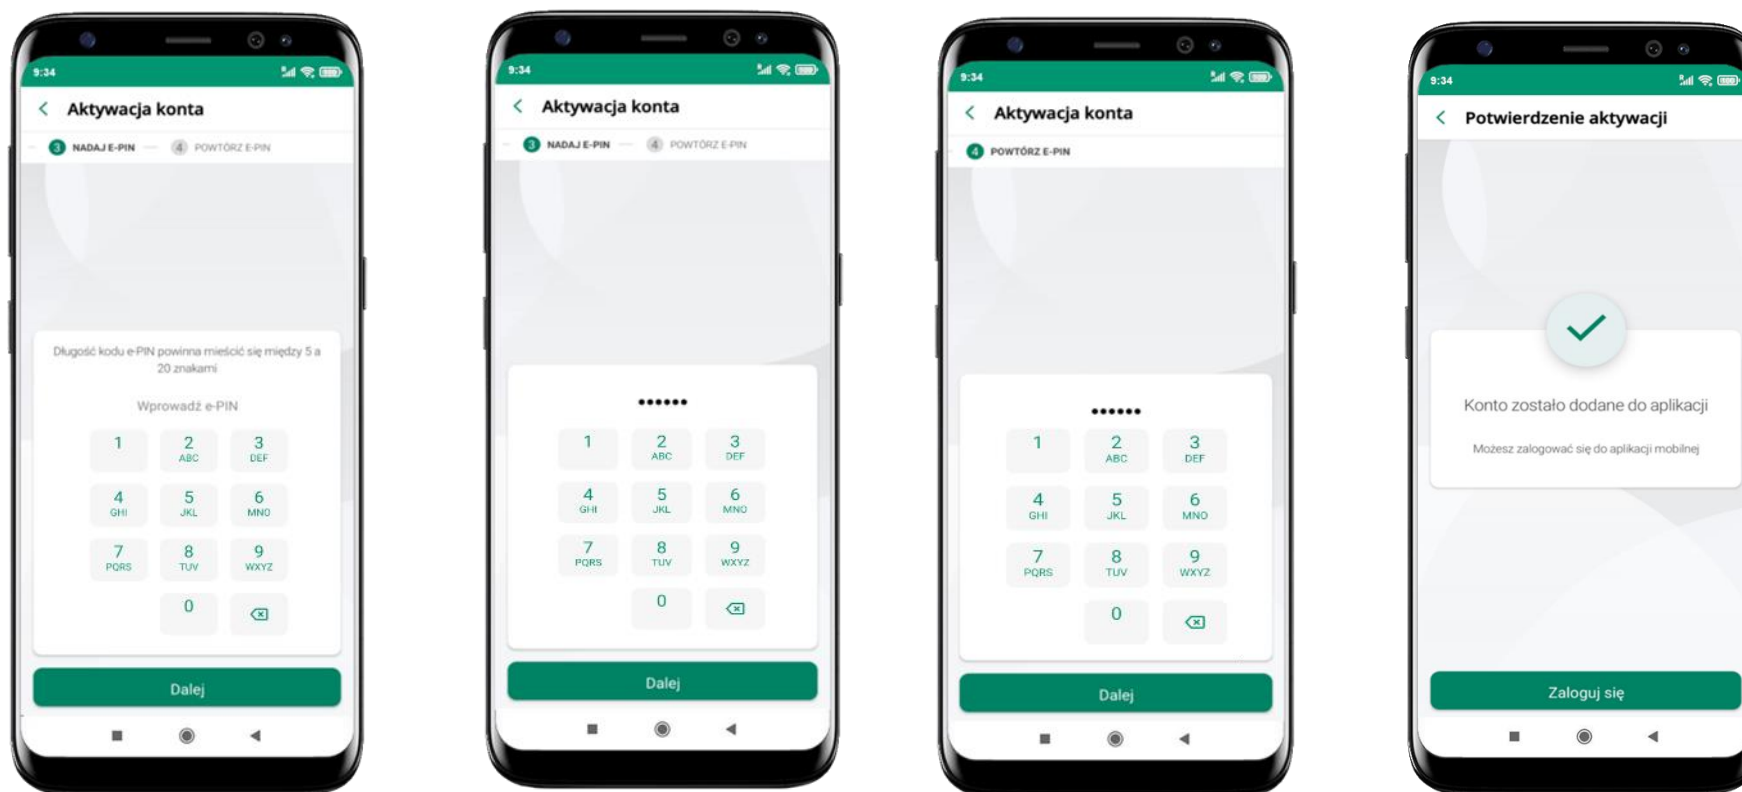 9:34
Aktywacja konta
3 NADAJ E-PIN 4 POWTÓRZ E-PIN
Długość kodu e-PIN powinna mieścić się między 5 a
20 znakami
Wprowadź e-PIN
1 2 3
ABC DEF
4 5 6
GHI JKL MNO
7 8 9
PQRS TUV WXYZ
0
Dalej
9:34
Aktywacja konta
3 NADAJ E-PIN 4 POWTÓRZ E-PIN
••••••
1 2 3
ABC DEF
4 5 6
GHI JKL MNO
7 8 9
PQRS TUV WXYZ
0
Dalej
9:34
Aktywacja konta
4 POWTÓRZ E-PIN
••••••
1 2 3
ABC DEF
4 5 6
GHI JKL MNO
7 8 9
PQRS TUV WXYZ
0
Dalej
9:34
Potwierdzenie aktywacji
Konto zostało dodane do aplikacji
Możesz zalogować się do aplikacji mobilnej
Zaloguj się